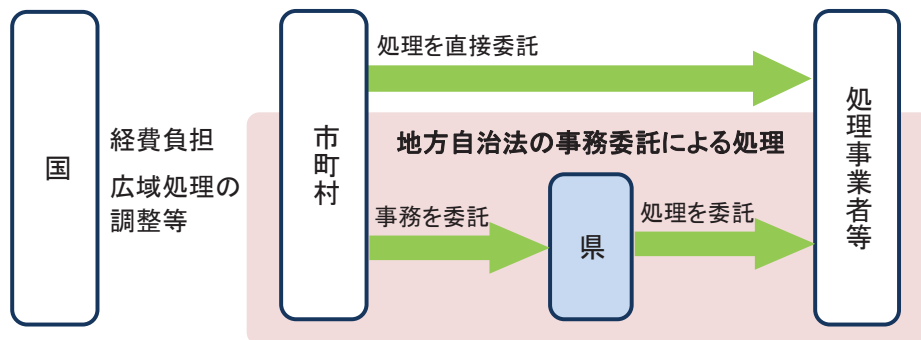 国
経費負担
広域処理の
調整等
市町村
処理を直接委託
地方自治法の事務委託による処理
事務を委託
県
処理を委託
処理事業者等